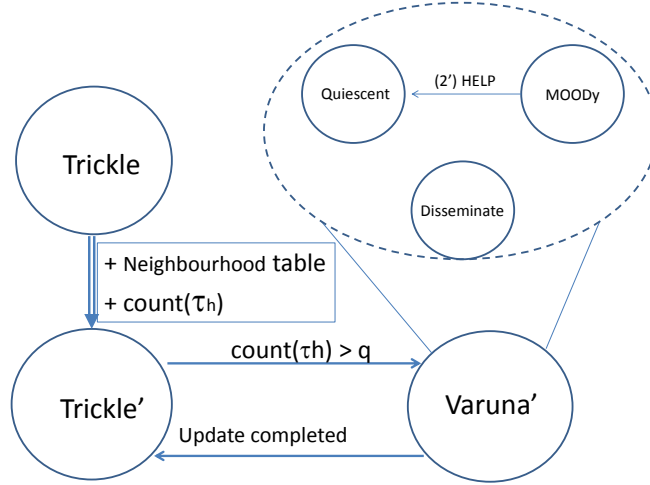 (2') HELP
Quiescent
MOODy
Trickle
Disseminate
+ Neighbourhood table
+ count(τh)
count(τh) > q
Trickle’
Varuna’
Update completed